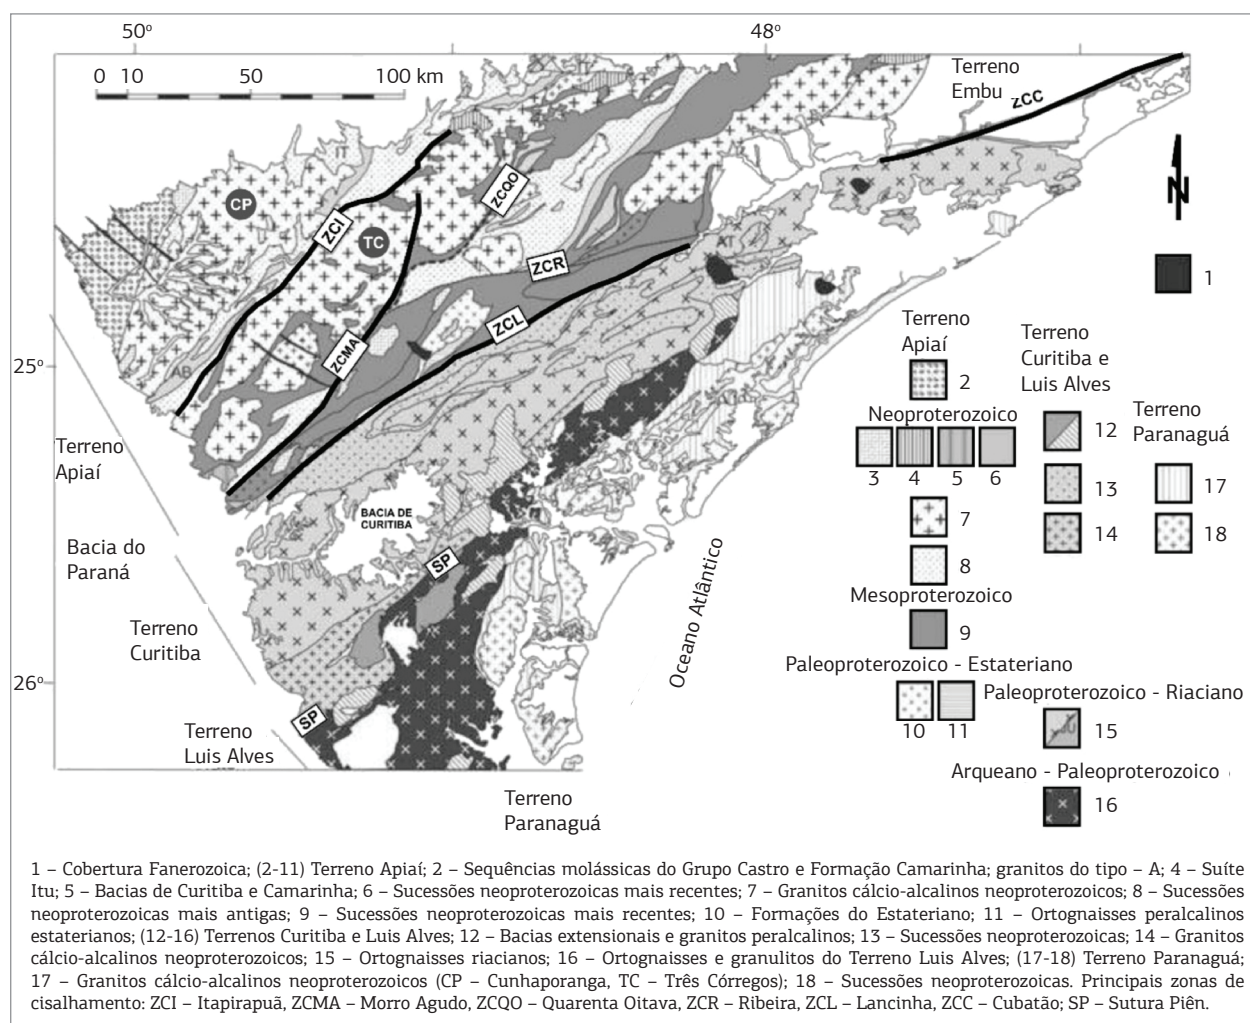 50º
48º
0 10 50 100 km
Terreno
Embu
ZCC
IT
CP
ZCI
TC
ZCQO
ZCR
ZCMA
ZCL
AT
AB
N
1
25º
26º
Terreno
Apiaí
Bacia do
Paraná
Terreno
Curitiba
Terreno
Luis Alves
Terreno
Paranaguá
BACIA DE
CURITIBA
SP
SP
Oceano Atlântico
Terreno
Apiaí
2
Neoproterozoico
3 4 5 6
7
8
Mesoproterozoico
9
Paleoproterozoico - Estateriano
10 11
Terreno
Curitiba e
Luis Alves
12
13
14
Terreno
Paranaguá
17
18
Paleoproterozoico - Riaciano
15
Arqueano - Paleoproterozoico
16
1 – Cobertura Fanerozoica; (2-11) Terreno Apiaí; 2 – Sequências molássicas do Grupo Castro e Formação Camarinha; granitos do tipo – A; 4 – Suíte
Itu; 5 – Bacias de Curitiba e Camarinha; 6 – Sucessões neoproterozoicas mais recentes; 7 – Granitos cálcio-alcalinos neoproterozoicos; 8 – Sucessões
neoproterozoicas mais antigas; 9 – Sucessões neoproterozoicas mais recentes; 10 – Formações do Estateriano; 11 – Ortognaisses peralcalinos
estaterianos; (12-16) Terrenos Curitiba e Luis Alves; 12 – Bacias extensionais e granitos peralcalinos; 13 – Sucessões neoproterozoicas; 14 – Granitos
cálcio-alcalinos neoproterozoicos; 15 – Ortognaisses riacianos; 16 – Ortognaisses e granulitos do Terreno Luis Alves; (17-18) Terreno Paranaguá;
17 – Granitos cálcio-alcalinos neoproterozoicos (CP – Cunhaporanga, TC – Três Córregos); 18 – Sucessões neoproterozoicas. Principais zonas de
cisalhamento: ZCI – Itapirapuã, ZCMA – Morro Agudo, ZCQO – Quarenta Oitava, ZCR – Ribeira, ZCL – Lancinha, ZCC – Cubatão; SP – Sutura Piên.